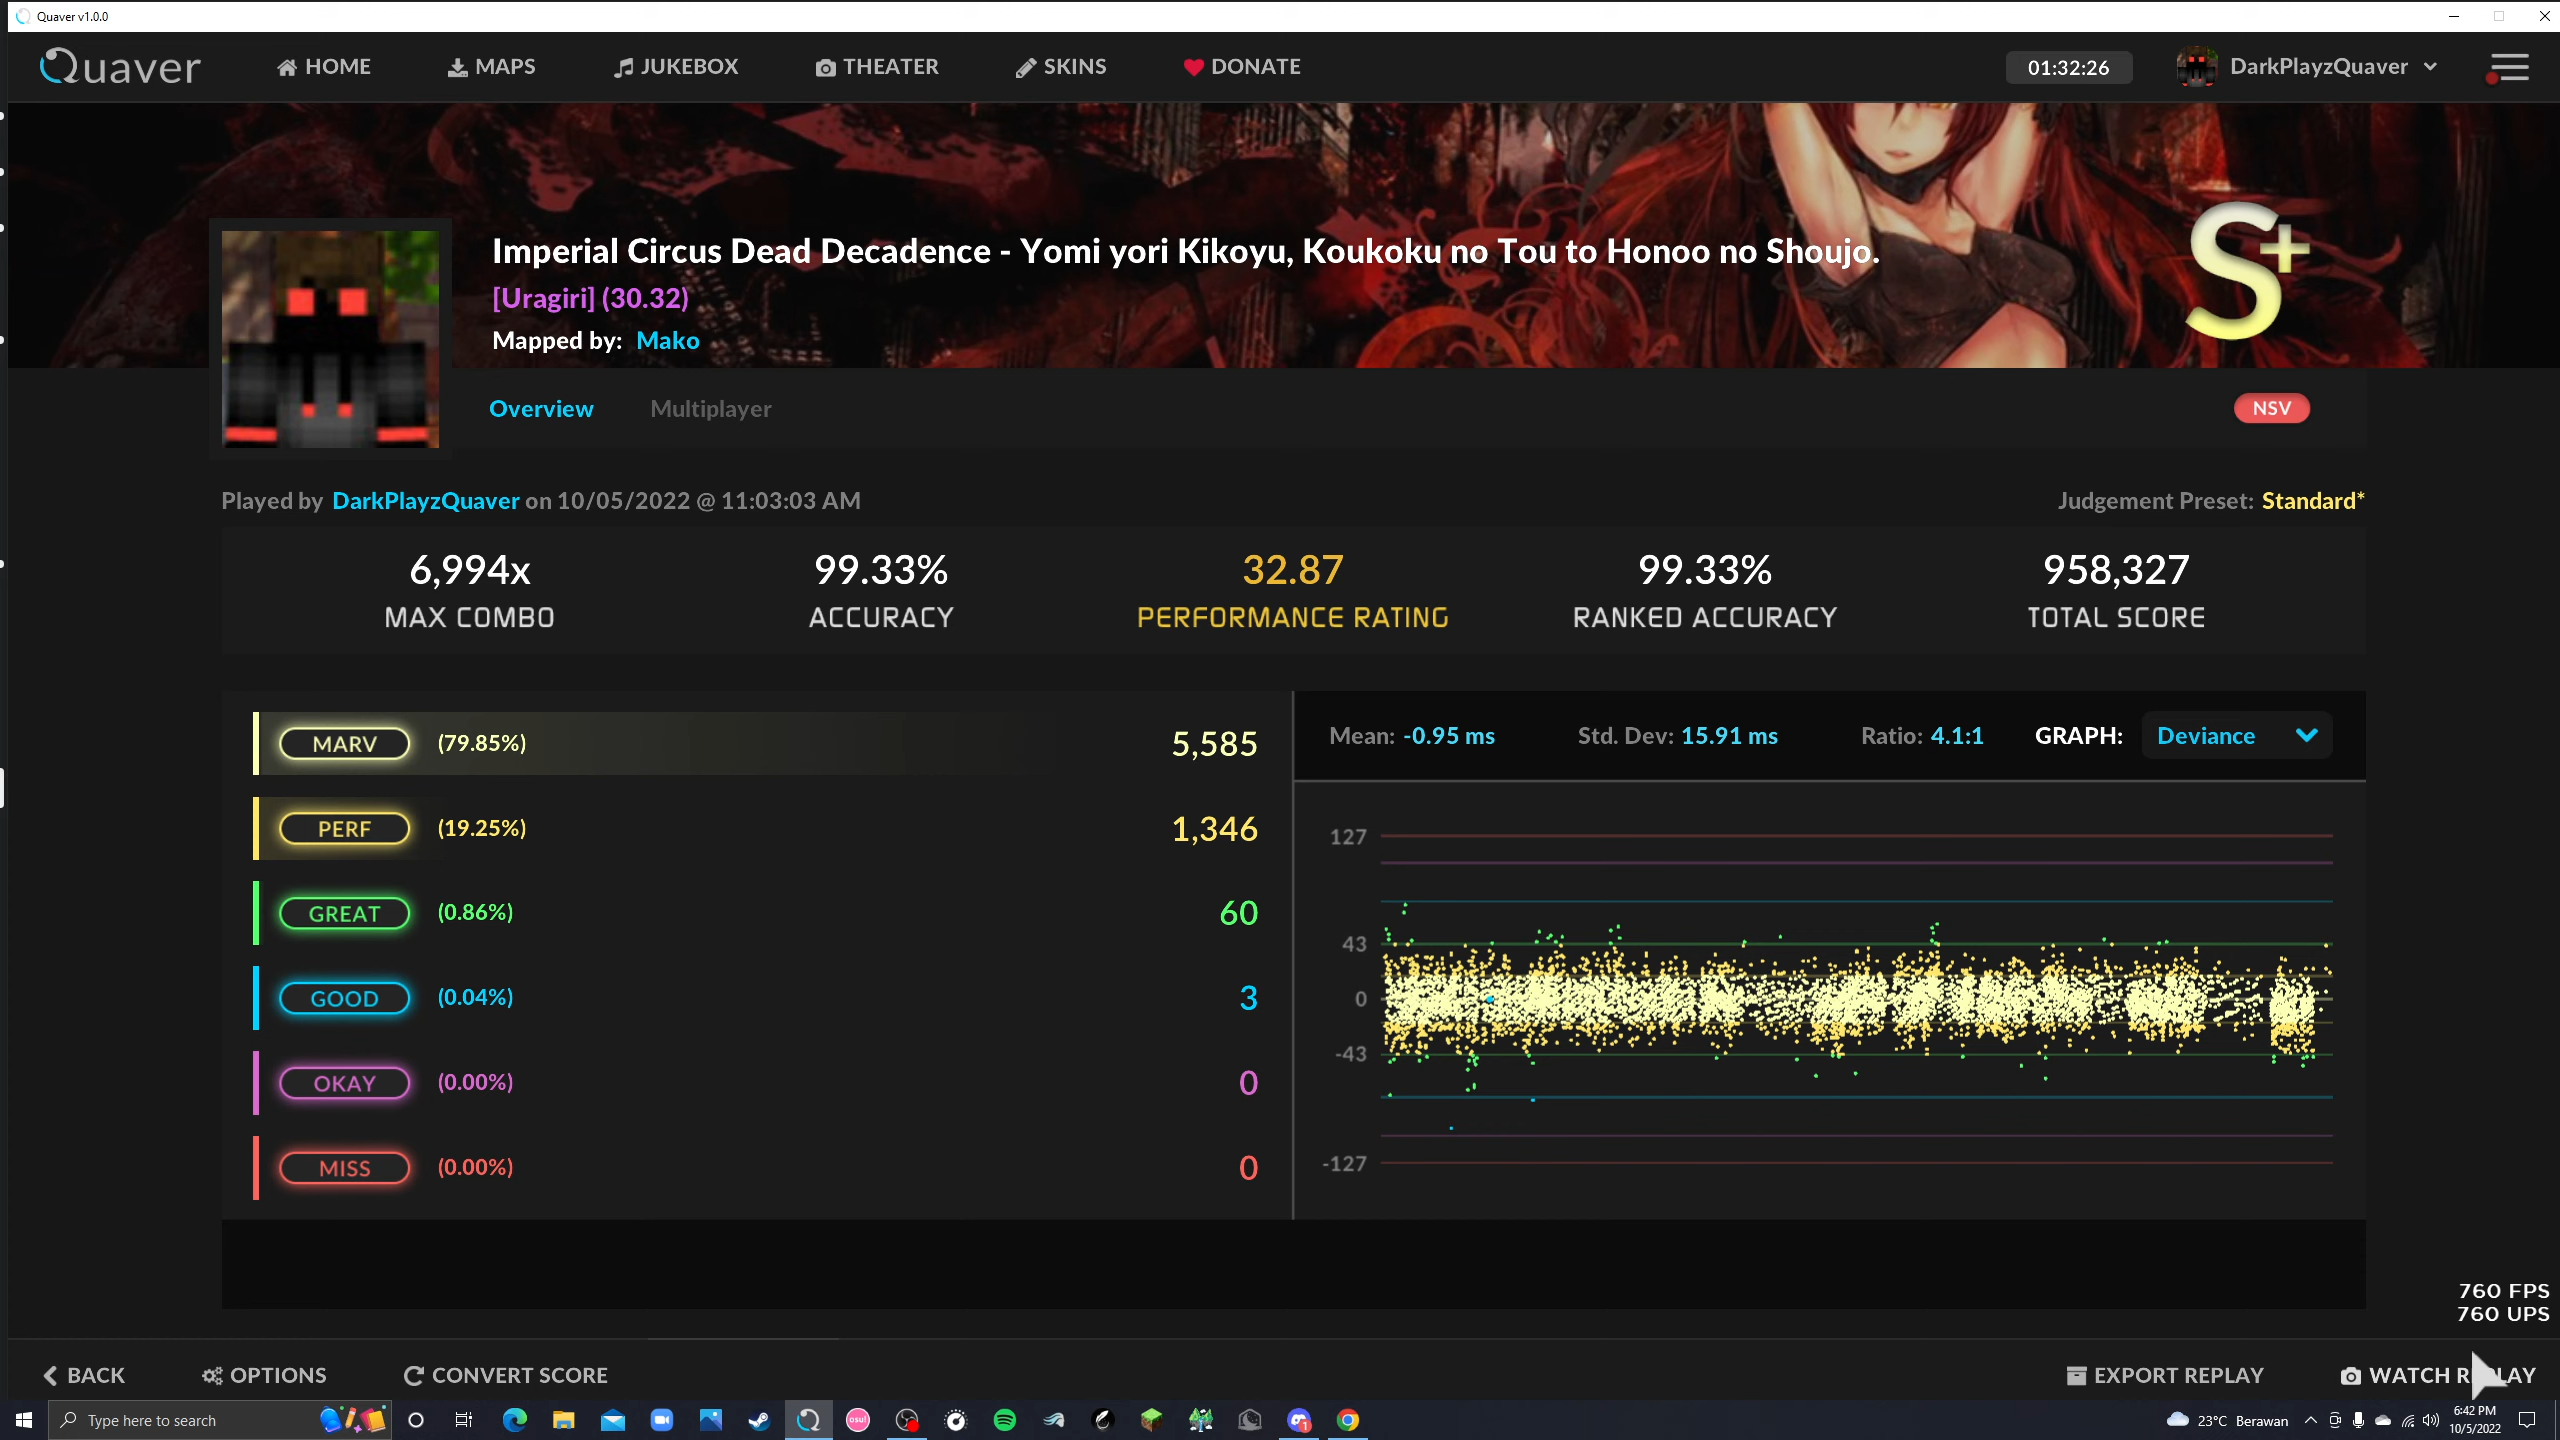 Quaver v1.0.0
Quaver HOME MAPS JUKEBOX THEATER SKINS DONATE 01:32:26 DarkPlayzQuaver
Imperial Circus Dead Decadence - Yomi yori Kikoyu, Koukoku no Tou to Honoo no Shoujo.
[Uragiri] (30.32)
Mapped by: Mako
S+
Overview Multiplayer NSV
Played by DarkPlayzQuaver on 10/05/2022 @ 11:03:03 AM Judgement Preset: Standard*
6,994x 99.33% 32.87 99.33% 958,327
MAX COMBO ACCURACY PERFORMANCE RATING RANKED ACCURACY TOTAL SCORE
MARV (79.85%) 5,585
PERF (19.25%) 1,346
GREAT (0.86%) 60
GOOD (0.04%) 3
OKAY (0.00%) 0
MISS (0.00%) 0
Mean: -0.95 ms Std. Dev: 15.91 ms Ratio: 4.1:1 GRAPH: Deviance
127
43
0
-43
-127
760 FPS
760 UPS
BACK OPTIONS CONVERT SCORE EXPORT REPLAY WATCH REPLAY
Type here to search osu! 1 23°C Berawan 6:42 PM
10/5/2022